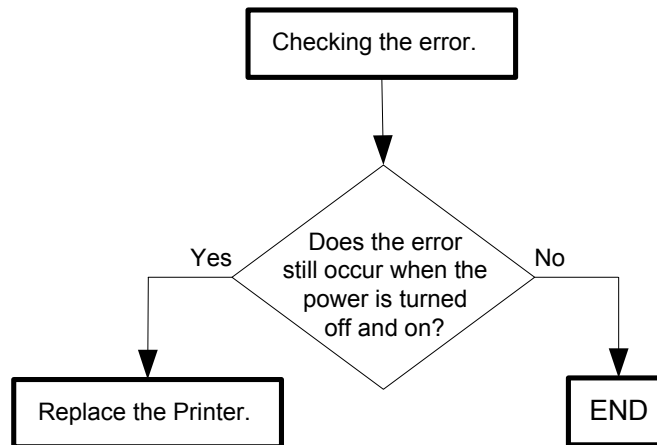 Checking the error.
Does the error
still occur when the
power is turned
off and on?
Yes
No
Replace the Printer.
END